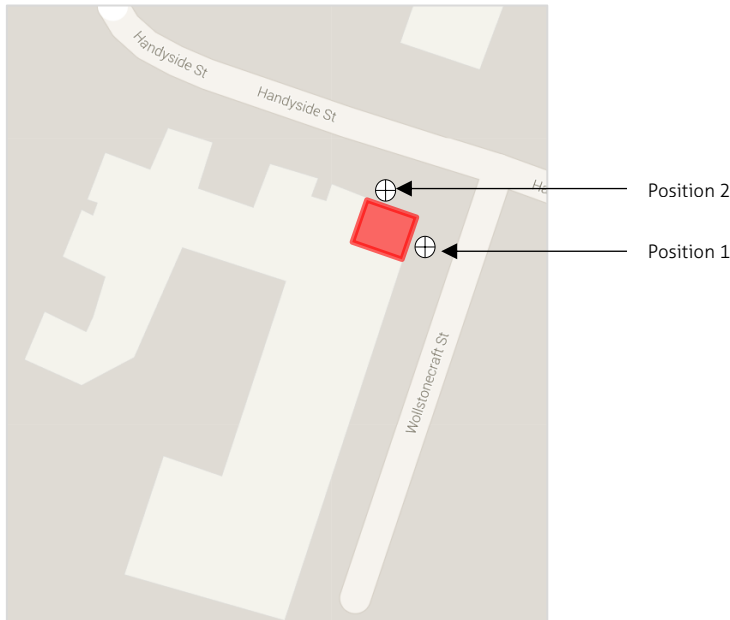 Handyside St
Handyside St
Position 2
Position 1
Wollstonecraft St